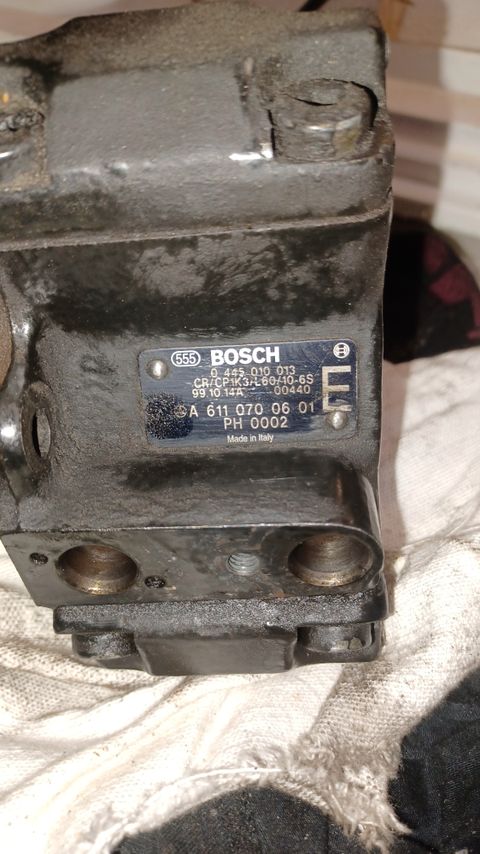 555 BOSCH
0 445 010 013
CR/CP1K3/L60/10-6S
99.10.14A 00440
E
A 611 070 06 01
PH 0002
Made in Italy